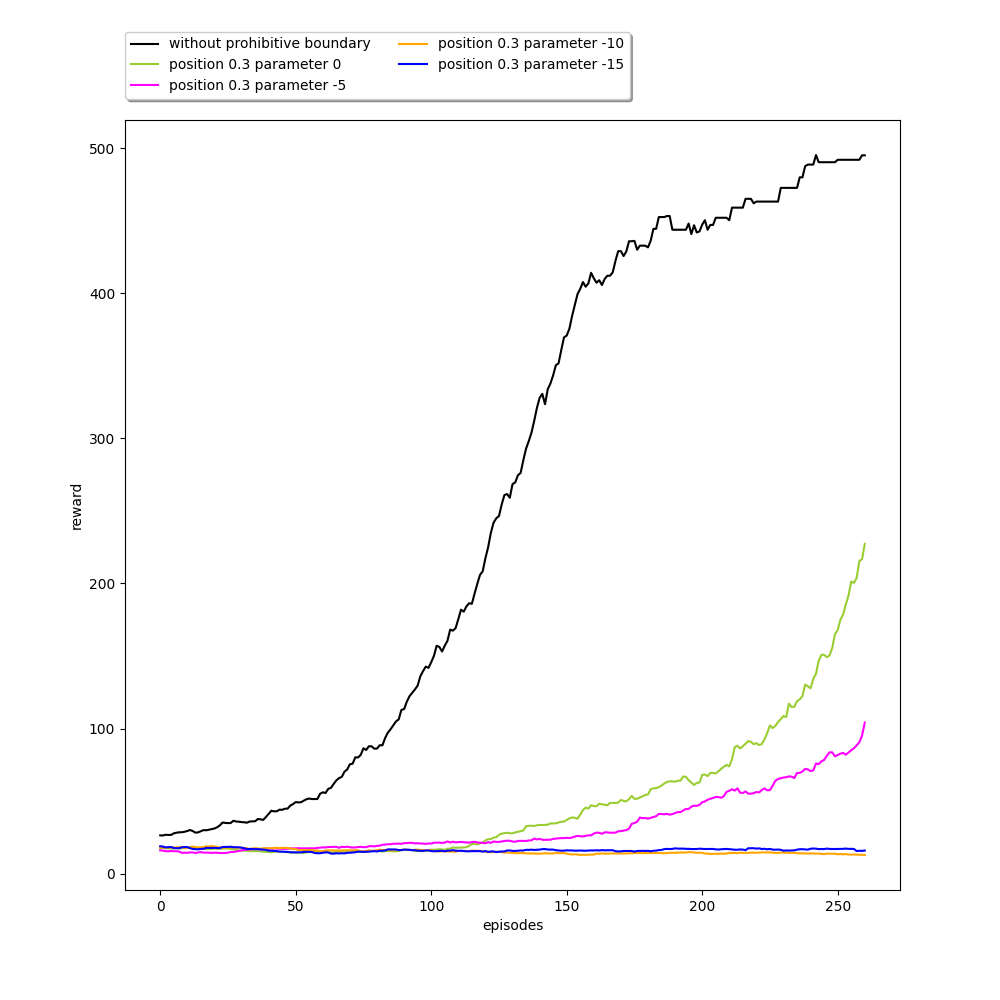 without prohibitive boundary
position 0.3 parameter 0
position 0.3 parameter -5
position 0.3 parameter -10
position 0.3 parameter -15
500
400
300
200
100
0
reward
0 50 100 150 200 250
episodes